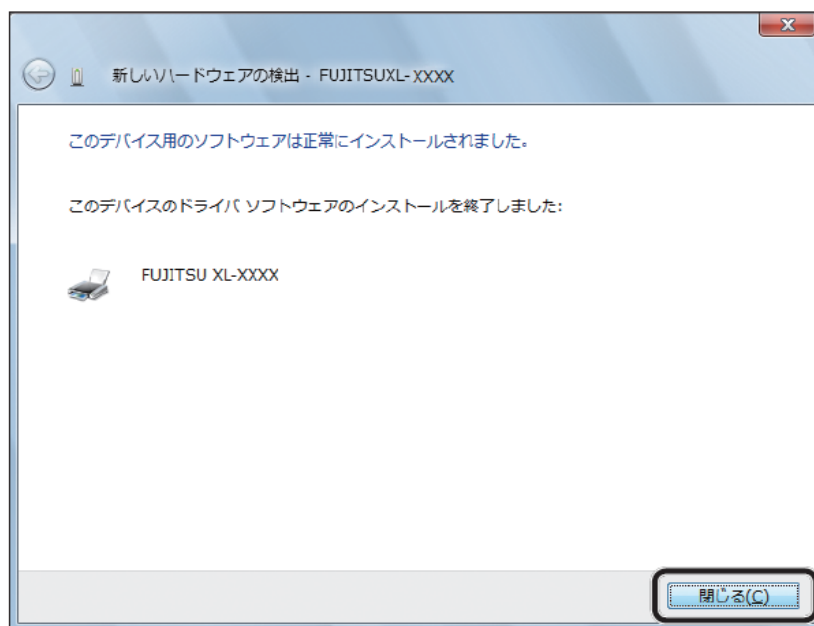 新しいハードウェアの検出 - FUJITSUXL-XXXX
このデバイス用のソフトウェアは正常にインストールされました。
このデバイスのドライバ ソフトウェアのインストールを終了しました:
FUJITSU XL-XXXX
閉じる(C)